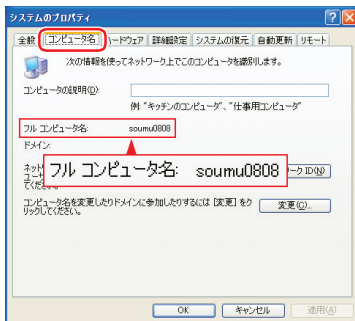 システムのプロパティ
全般 コンピュータ名 ハードウェア 詳細設定 システムの復元 自動更新 リモート
次の情報を使ってネットワーク上でこのコンピュータを識別します。
コンピュータの説明(D):
例: "キッチンのコンピュータ"、"仕事用コンピュータ"
フル コンピュータ名: soumu0808
ドメイン:
フル コンピュータ名: soumu0808
ネット
ユーザー
てくださ
ーク ID(N)
コンピュータ名を変更したりドメインに参加したりするには [変更] をク
リックしてください。
変更(C)...
OK キャンセル 適用(A)